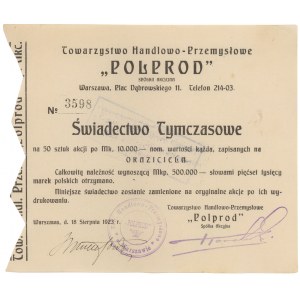 Towarzystwo Handlowo-Przemysłowe
"POLPROD"
SPÓŁKA AKCYJNA
Warszawa, Plac Dąbrowskiego 11. Telefon 214-03.
№ 3598
Świadectwo Tymczasowe
na 50 sztuk akcji po Mk. 10,000— nom. wartości każda, zapisanych na
OKAZICIELA.
Całkowitą należność wynoszącą Mkp. 500,000— słownie pięćset tysięcy
marek polskich otrzymano.
Niniejsze świadectwo zostanie zamienione na oryginalne akcje po ich wy-
drukowaniu.
Warszawa, d. 18 Sierpnia 1923 r.
Towarzystwo Handlowo-Przemysłowe
"Polprod"
Spółka Akcyjna